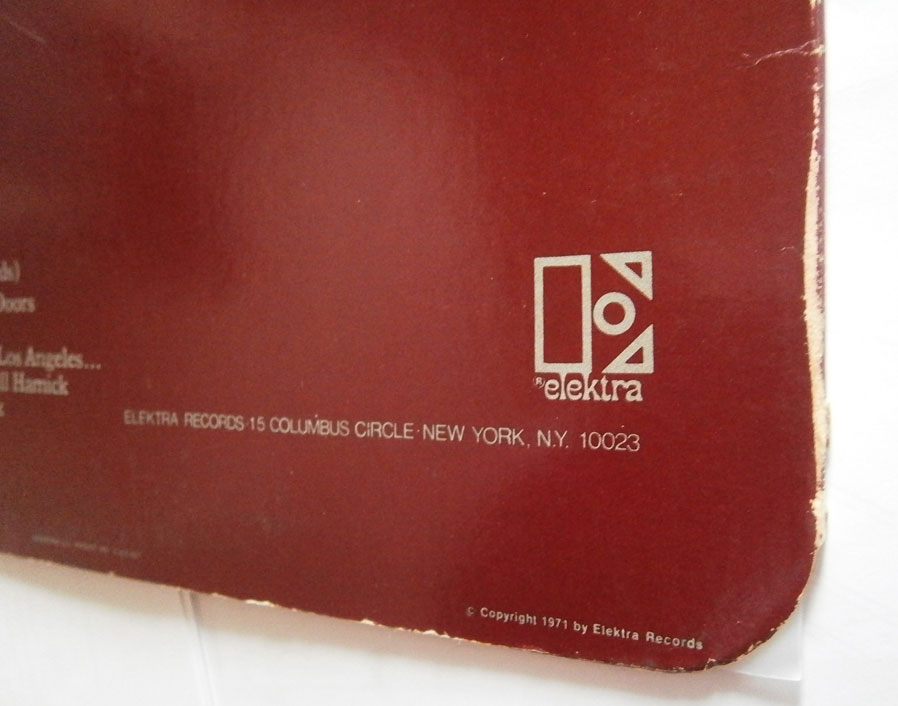 ds)
Doors
Los Angeles...
ll Harnick
k
® elektra
ELEKTRA RECORDS·15 COLUMBUS CIRCLE·NEW YORK, N.Y. 10023
© Copyright 1971 by Elektra Records